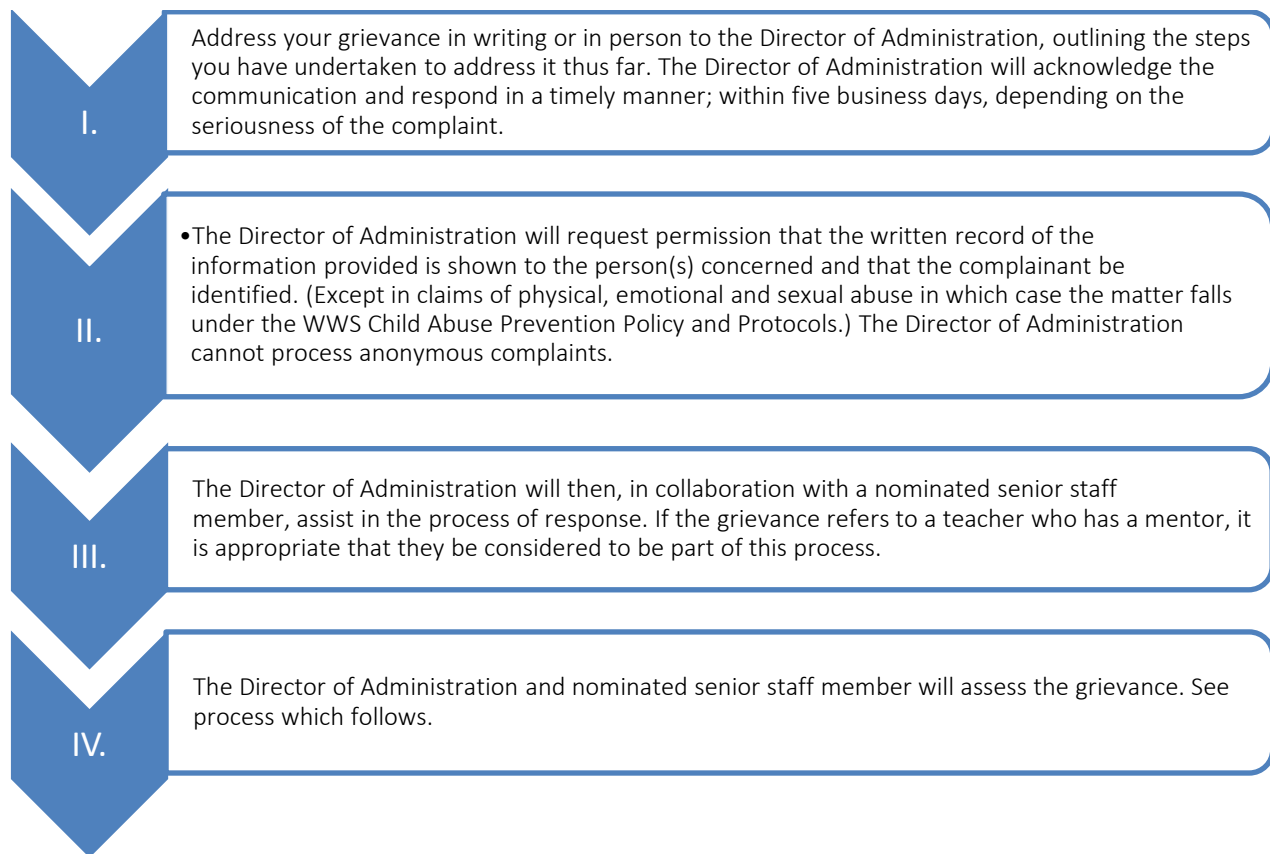 I.
Address your grievance in writing or in person to the Director of Administration, outlining the steps
you have undertaken to address it thus far. The Director of Administration will acknowledge the
communication and respond in a timely manner; within five business days, depending on the
seriousness of the complaint.
II.
•The Director of Administration will request permission that the written record of the
information provided is shown to the person(s) concerned and that the complainant be
identified. (Except in claims of physical, emotional and sexual abuse in which case the matter falls
under the WWS Child Abuse Prevention Policy and Protocols.) The Director of Administration
cannot process anonymous complaints.
III.
The Director of Administration will then, in collaboration with a nominated senior staff
member, assist in the process of response. If the grievance refers to a teacher who has a mentor, it
is appropriate that they be considered to be part of this process.
IV.
The Director of Administration and nominated senior staff member will assess the grievance. See
process which follows.